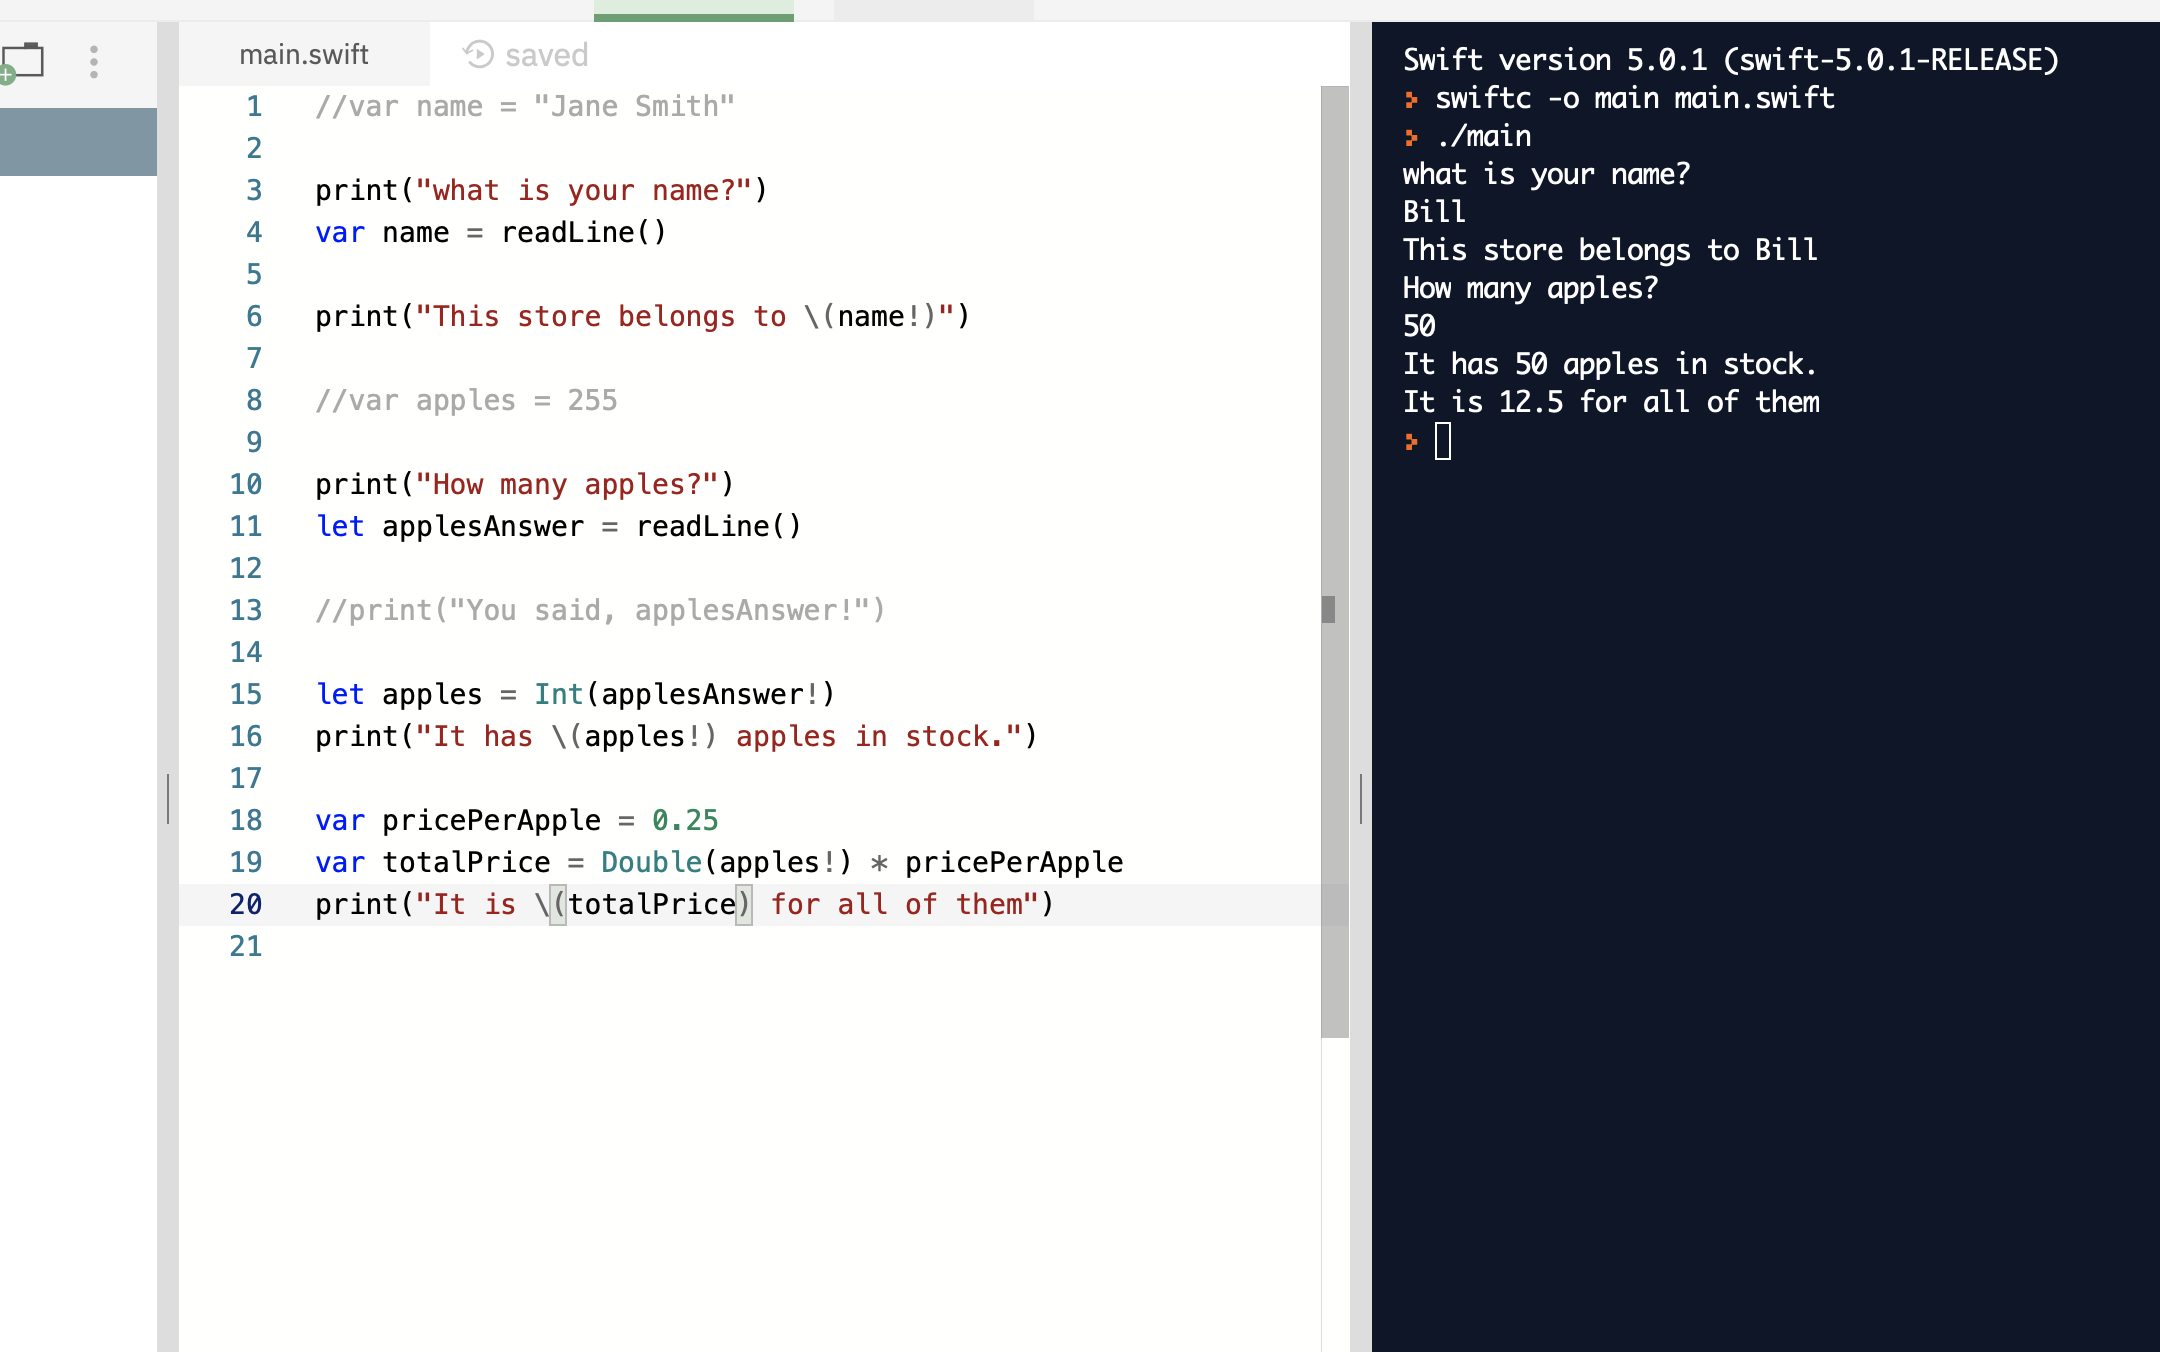 main.swift saved
1 //var name = "Jane Smith"
2
3 print("what is your name?")
4 var name = readLine()
5
6 print("This store belongs to \(name!)")
7
8 //var apples = 255
9
10 print("How many apples?")
11 let applesAnswer = readLine()
12
13 //print("You said, applesAnswer!")
14
15 let apples = Int(applesAnswer!)
16 print("It has \(apples!) apples in stock.")
17
18 var pricePerApple = 0.25
19 var totalPrice = Double(apples!) * pricePerApple
20 print("It is \(totalPrice) for all of them")
21
Swift version 5.0.1 (swift-5.0.1-RELEASE)
> swiftc -o main main.swift
> ./main
what is your name?
Bill
This store belongs to Bill
How many apples?
50
It has 50 apples in stock.
It is 12.5 for all of them
>